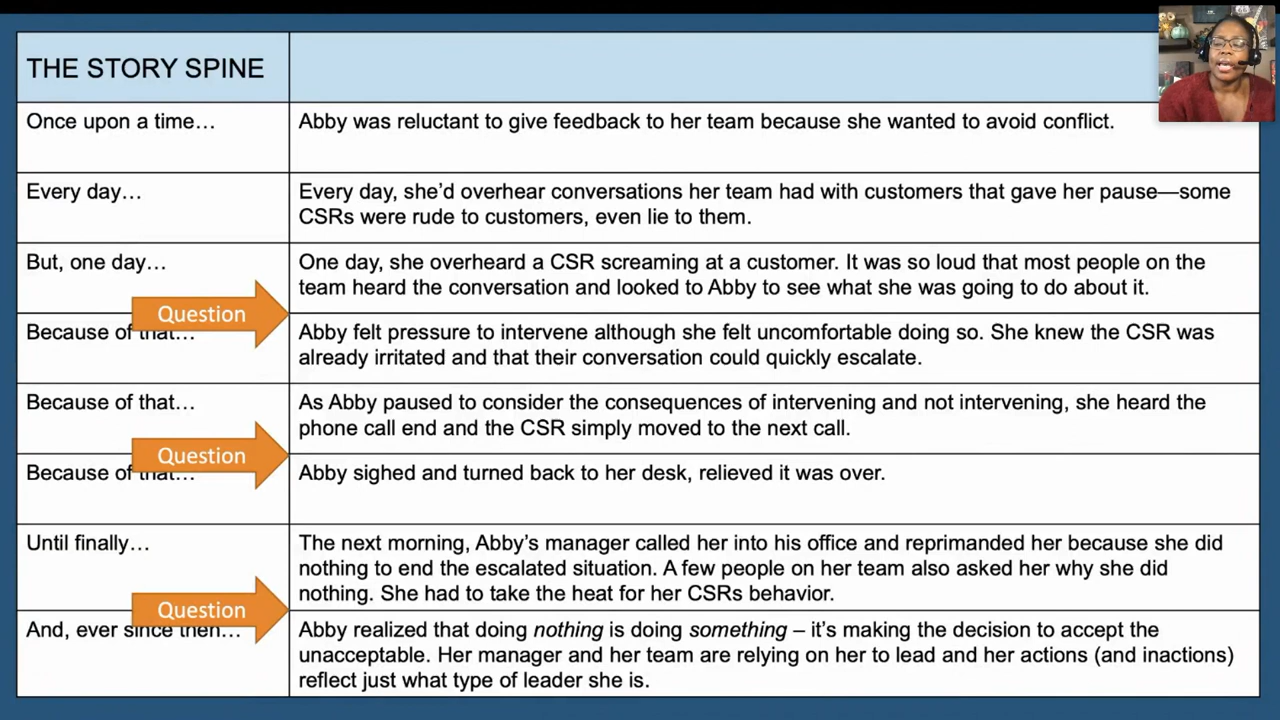 THE STORY SPINE
Once upon a time…
Abby was reluctant to give feedback to her team because she wanted to avoid conflict.
Every day…
Every day, she’d overhear conversations her team had with customers that gave her pause—some
CSRs were rude to customers, even lie to them.
But, one day…
One day, she overheard a CSR screaming at a customer. It was so loud that most people on the
team heard the conversation and looked to Abby to see what she was going to do about it.
Question
Because of that…
Abby felt pressure to intervene although she felt uncomfortable doing so. She knew the CSR was
already irritated and that their conversation could quickly escalate.
Because of that…
As Abby paused to consider the consequences of intervening and not intervening, she heard the
phone call end and the CSR simply moved to the next call.
Question
Because of that…
Abby sighed and turned back to her desk, relieved it was over.
Until finally…
The next morning, Abby’s manager called her into his office and reprimanded her because she did
nothing to end the escalated situation. A few people on her team also asked her why she did
nothing. She had to take the heat for her CSRs behavior.
Question
And, ever since then…
Abby realized that doing nothing is doing something – it’s making the decision to accept the
unacceptable. Her manager and her team are relying on her to lead and her actions (and inactions)
reflect just what type of leader she is.